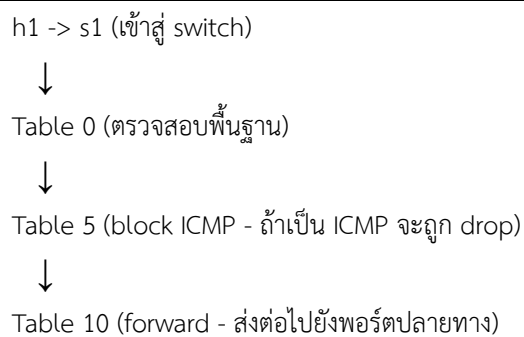 h1 -> s1 (เข้าสู่ switch)
↓
Table 0 (ตรวจสอบพื้นฐาน)
↓
Table 5 (block ICMP - ถ้าเป็น ICMP จะถูก drop)
↓
Table 10 (forward - ส่งต่อไปยังพอร์ตปลายทาง)